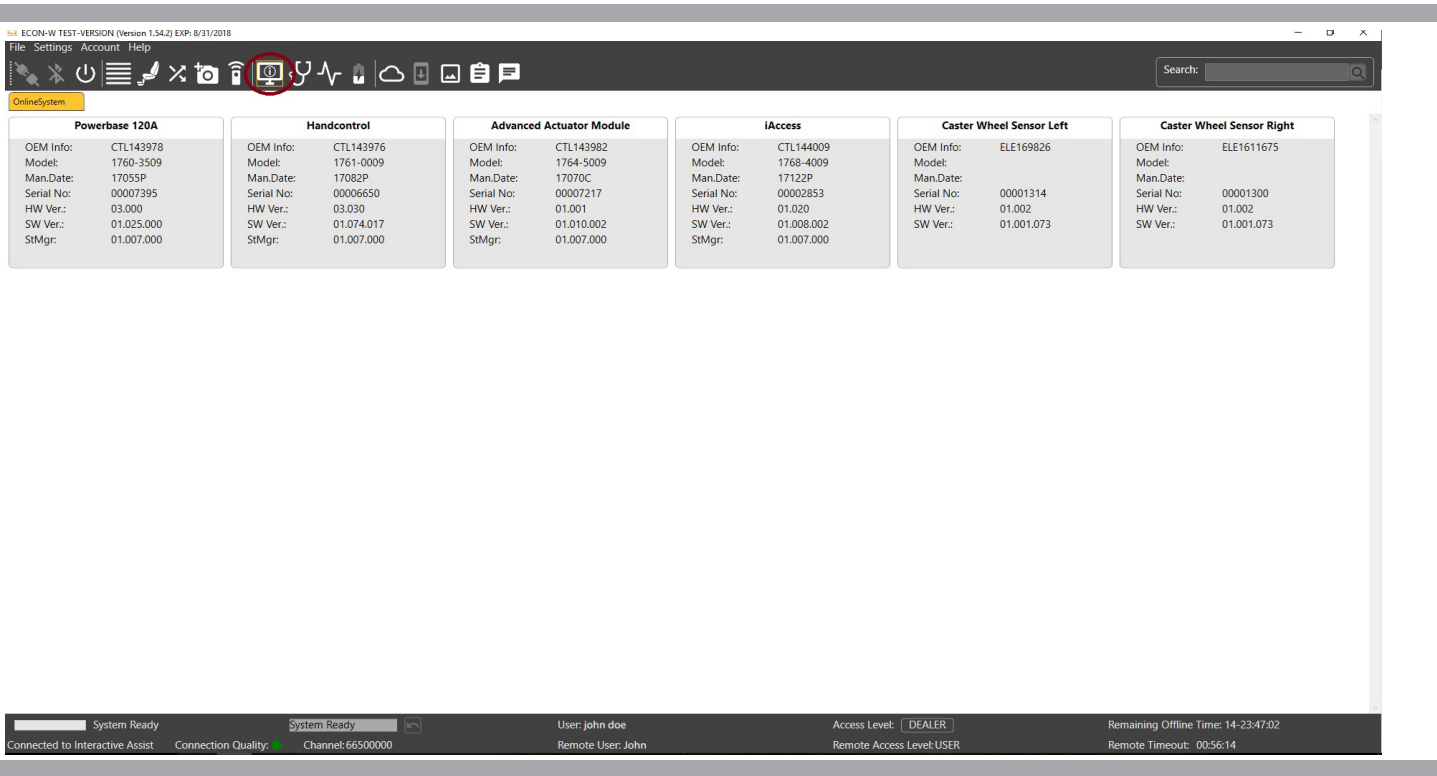 ECON-W TEST-VERSION (Version 1.54.2) EXP: 8/31/2018
File Settings Account Help
Search:
OnlineSystem
Powerbase 120A
OEM Info: CTL143978
Model: 1760-3509
Man.Date: 17055P
Serial No: 00007395
HW Ver.: 03.000
SW Ver.: 01.025.000
StMgr: 01.007.000
Handcontrol
OEM Info: CTL143976
Model: 1761-0009
Man.Date: 17082P
Serial No: 00006650
HW Ver.: 03.030
SW Ver.: 01.074.017
StMgr: 01.007.000
Advanced Actuator Module
OEM Info: CTL143982
Model: 1764-5009
Man.Date: 17070C
Serial No: 00007217
HW Ver.: 01.001
SW Ver.: 01.010.002
StMgr: 01.007.000
iAccess
OEM Info: CTL144009
Model: 1768-4009
Man.Date: 17122P
Serial No: 00002853
HW Ver.: 01.020
SW Ver.: 01.008.002
StMgr: 01.007.000
Caster Wheel Sensor Left
OEM Info: ELE169826
Model:
Man.Date:
Serial No: 00001314
HW Ver.: 01.002
SW Ver.: 01.001.073
Caster Wheel Sensor Right
OEM Info: ELE1611675
Model:
Man.Date:
Serial No: 00001300
HW Ver.: 01.002
SW Ver.: 01.001.073
System Ready System Ready User: john doe Access Level: DEALER Remaining Offline Time: 14-23:47:02
Connected to Interactive Assist Connection Quality: Channel: 66500000 Remote User: John Remote Access Level: USER Remote Timeout: 00:56:14